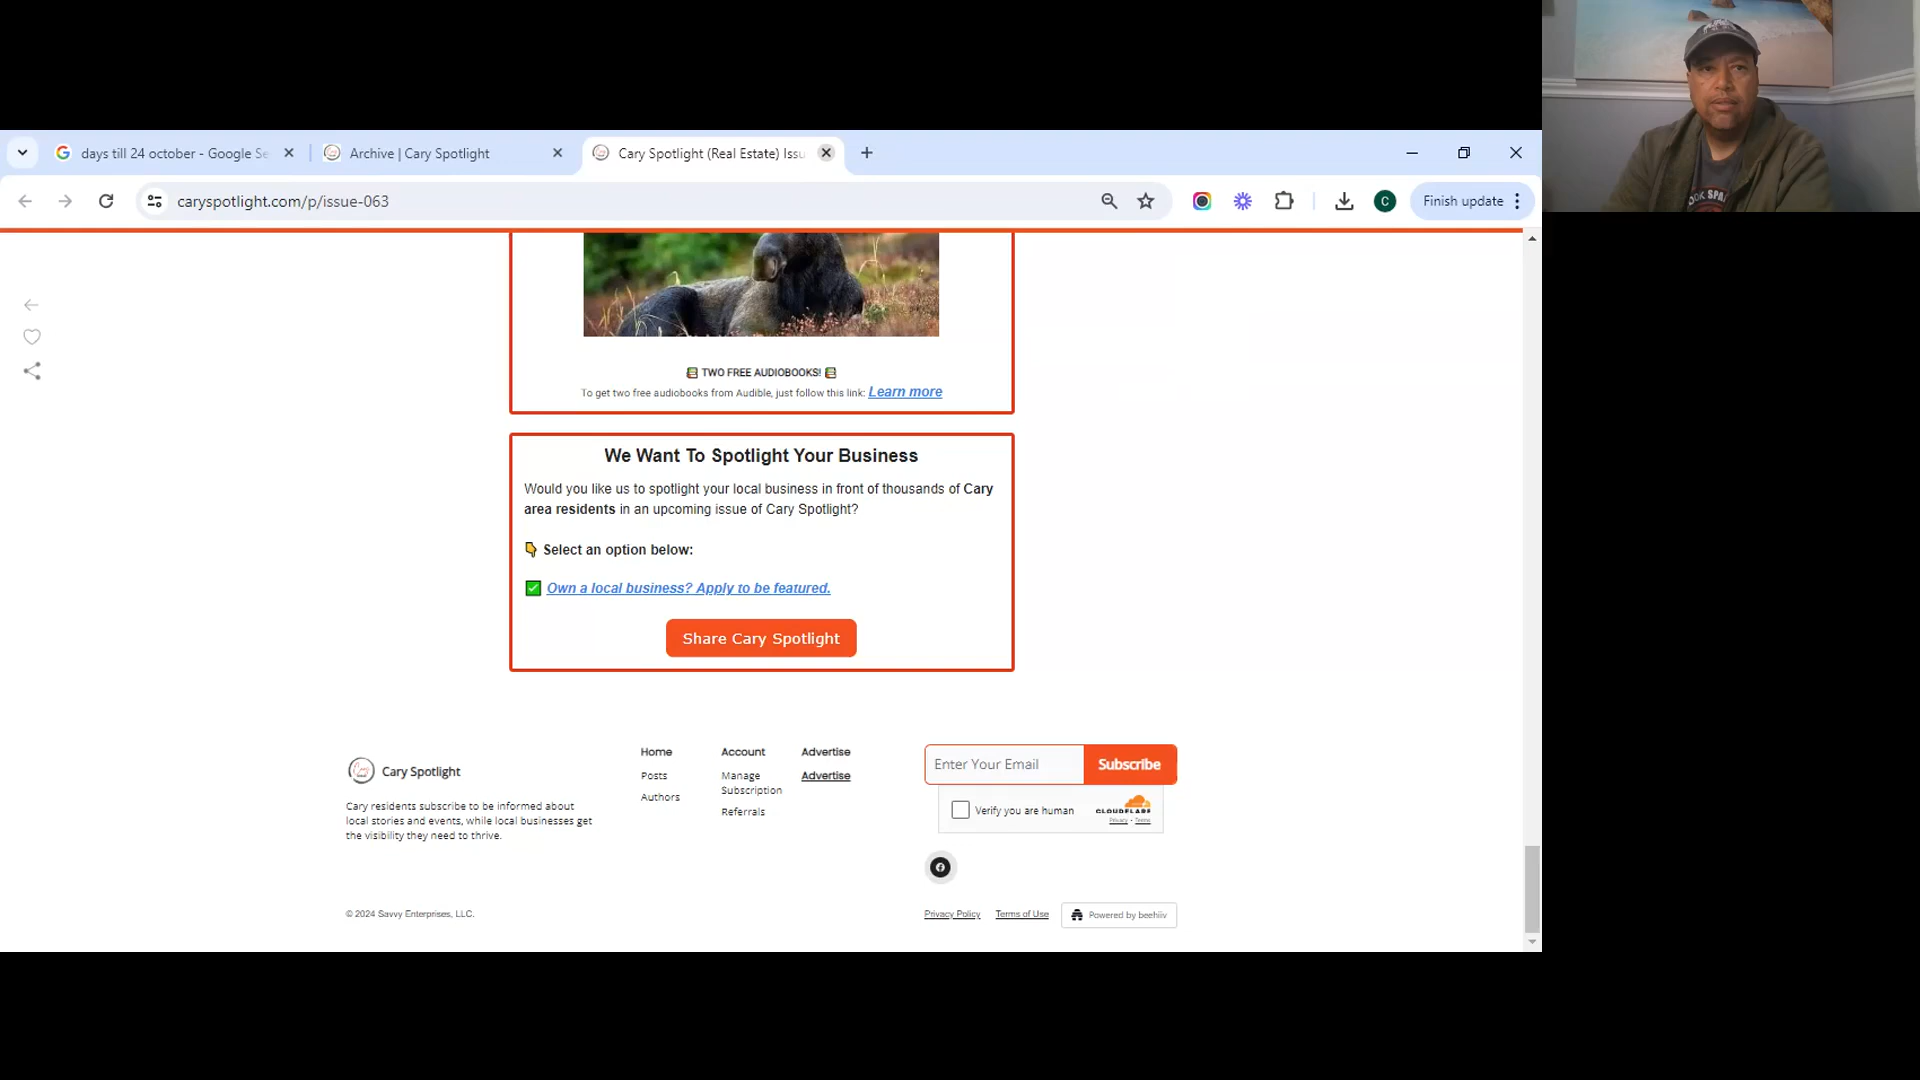 days till 24 october - Google Se
Archive | Cary Spotlight
Cary Spotlight (Real Estate) Issu
caryspotlight.com/p/issue-063
C
Finish update
📗 TWO FREE AUDIOBOOKS! 📗
To get two free audiobooks from Audible, just follow this link: Learn more
We Want To Spotlight Your Business
Would you like us to spotlight your local business in front of thousands of Cary
area residents in an upcoming issue of Cary Spotlight?
👇 Select an option below:
✅ Own a local business? Apply to be featured.
Share Cary Spotlight
Cary Spotlight
Cary residents subscribe to be informed about
local stories and events, while local businesses get
the visibility they need to thrive.
Home
Posts
Authors
Account
Manage
Subscription
Referrals
Advertise
Advertise
Enter Your Email
Subscribe
Verify you are human
CLOUDFLARE
Privacy • Terms
© 2024 Savvy Enterprises, LLC.
Privacy Policy
Terms of Use
Powered by beehiiv